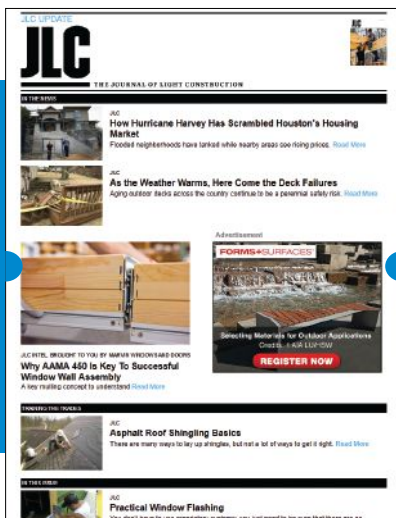 JLC UPDATE
JLC
THE JOURNAL OF LIGHT CONSTRUCTION
IN THE NEWS
JLC
How Hurricane Harvey Has Scrambled Houston's Housing
Market
Flooded neighborhoods have tanked while nearby areas see rising prices. Read More
JLC
As the Weather Warms, Here Come the Deck Failures
Aging outdoor decks across the country continue to be a perennial safety risk. Read More
Advertisement
FORMS+SURFACES
Selecting Materials for Outdoor Applications
Credits: 1 AIA LU/HSW
REGISTER NOW
JLC INTEL, BROUGHT TO YOU BY MARVIN WINDOWS AND DOORS
Why AAMA 450 Is Key To Successful
Window Wall Assembly
A key mulling concept to understand Read More
TRAINING THE TRADES
JLC
Asphalt Roof Shingling Basics
There are many ways to lay up shingles, but not a lot of ways to get it right. Read More
IN THIS ISSUE
JLC
Practical Window Flashing